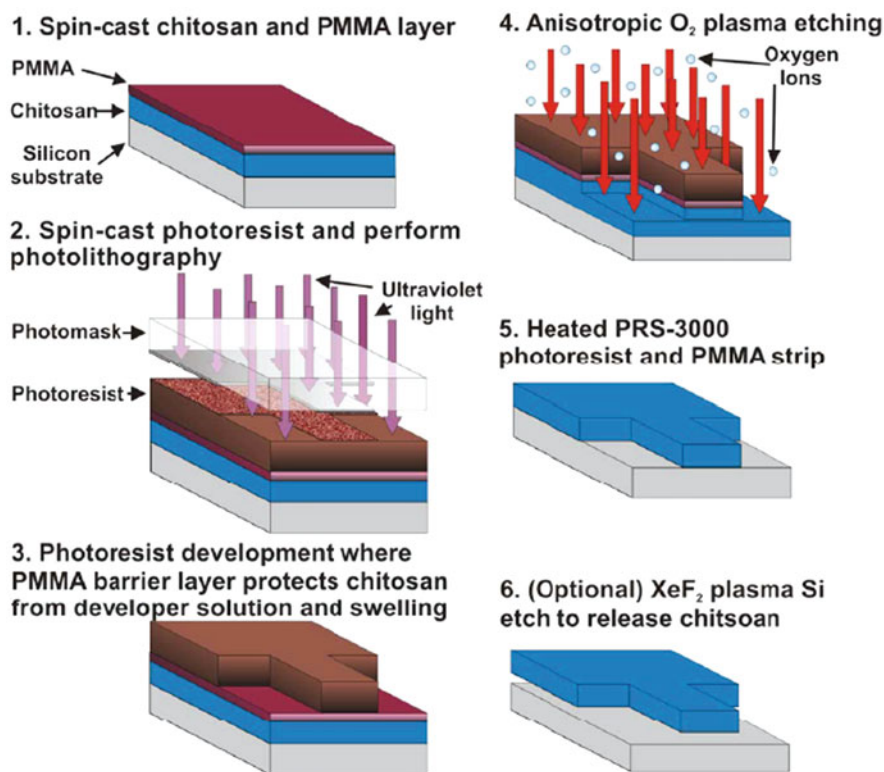 1. Spin-cast chitosan and PMMA layer
PMMA
Chitosan
Silicon
substrate
2. Spin-cast photoresist and perform
photolithography
Ultraviolet
light
Photomask
Photoresist
3. Photoresist development where
PMMA barrier layer protects chitosan
from developer solution and swelling
4. Anisotropic O₂ plasma etching
Oxygen
Ions
5. Heated PRS-3000
photoresist and PMMA strip
6. (Optional) XeF₂ plasma Si
etch to release chitsoan